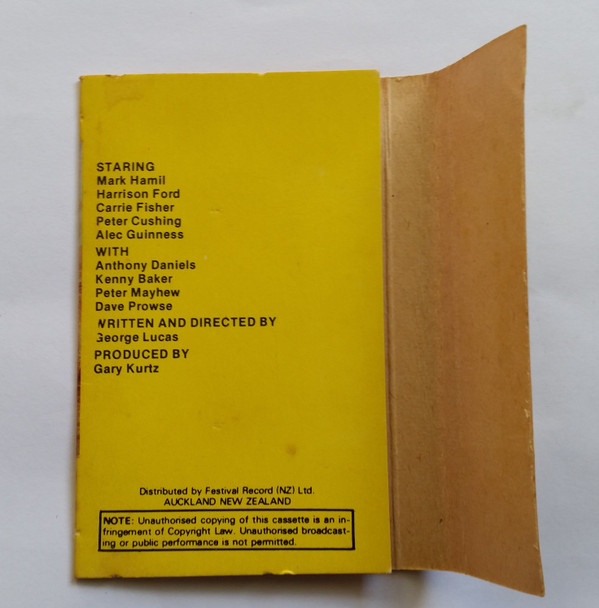 STARING
Mark Hamil
Harrison Ford
Carrie Fisher
Peter Cushing
Alec Guinness
WITH
Anthony Daniels
Kenny Baker
Peter Mayhew
Dave Prowse
WRITTEN AND DIRECTED BY
George Lucas
PRODUCED BY
Gary Kurtz
Distributed by Festival Record (NZ) Ltd.
AUCKLAND NEW ZEALAND
NOTE: Unauthorised copying of this cassette is an in-
fringement of Copyright Law. Unauthorised broadcast-
ing or public performance is not permitted.